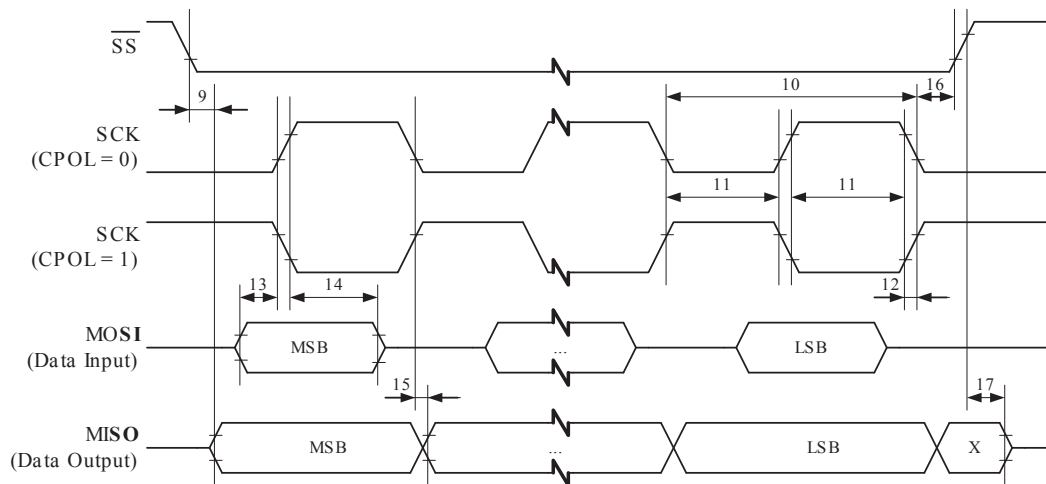 SS
10
9
16
SCK
(CPOL = 0)
11
11
SCK
(CPOL = 1)
13
14
12
MOSI
(Data Input)
MSB
...
LSB
15
17
MISO
(Data Output)
MSB
...
LSB
X